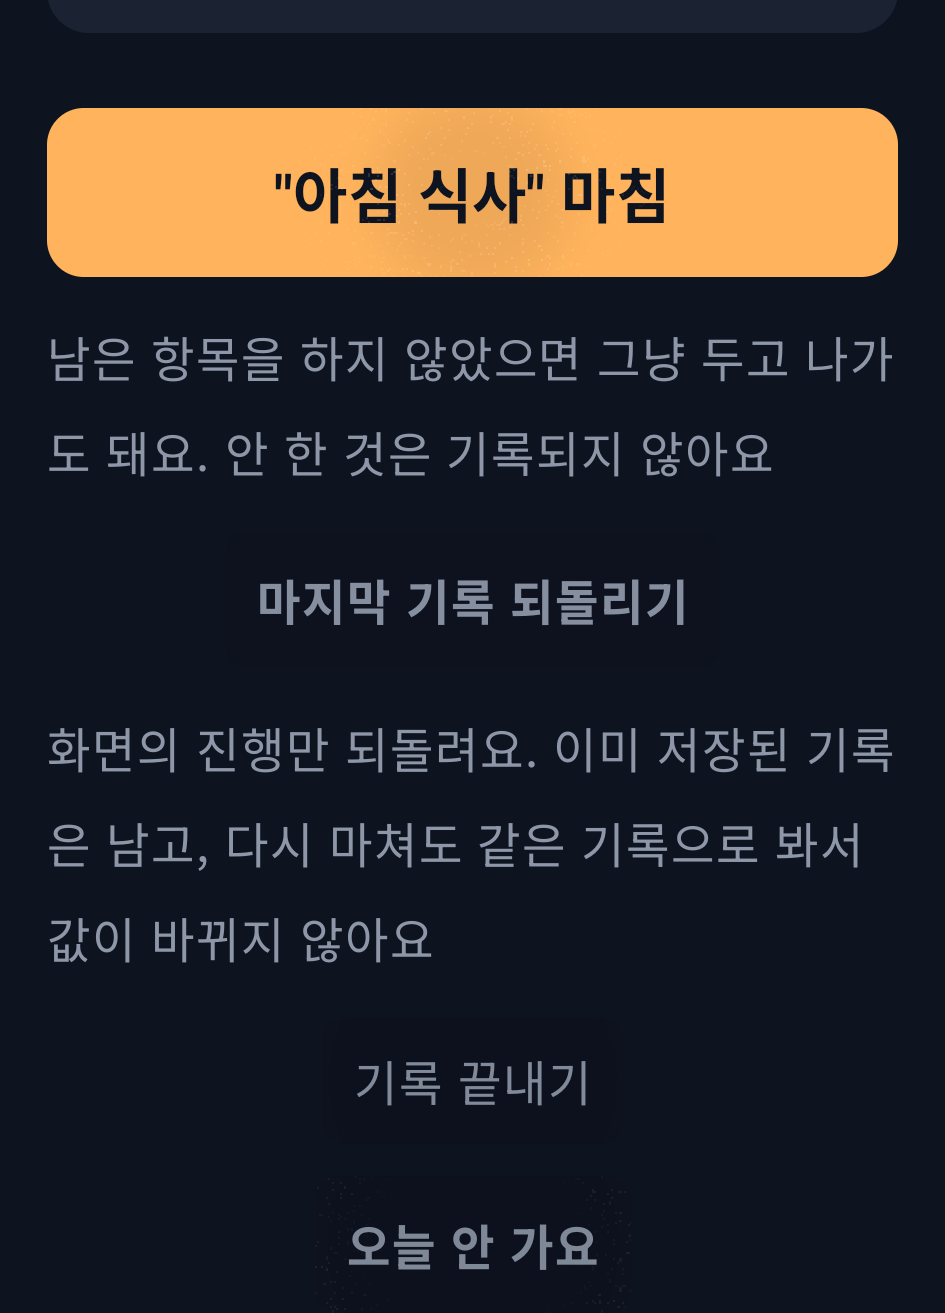 "아침 식사" 마침
남은 항목을 하지 않았으면 그냥 두고 나가
도 돼요. 안 한 것은 기록되지 않아요
마지막 기록 되돌리기
화면의 진행만 되돌려요. 이미 저장된 기록
은 남고, 다시 마쳐도 같은 기록으로 봐서
값이 바뀌지 않아요
기록 끝내기
오늘 안 가요